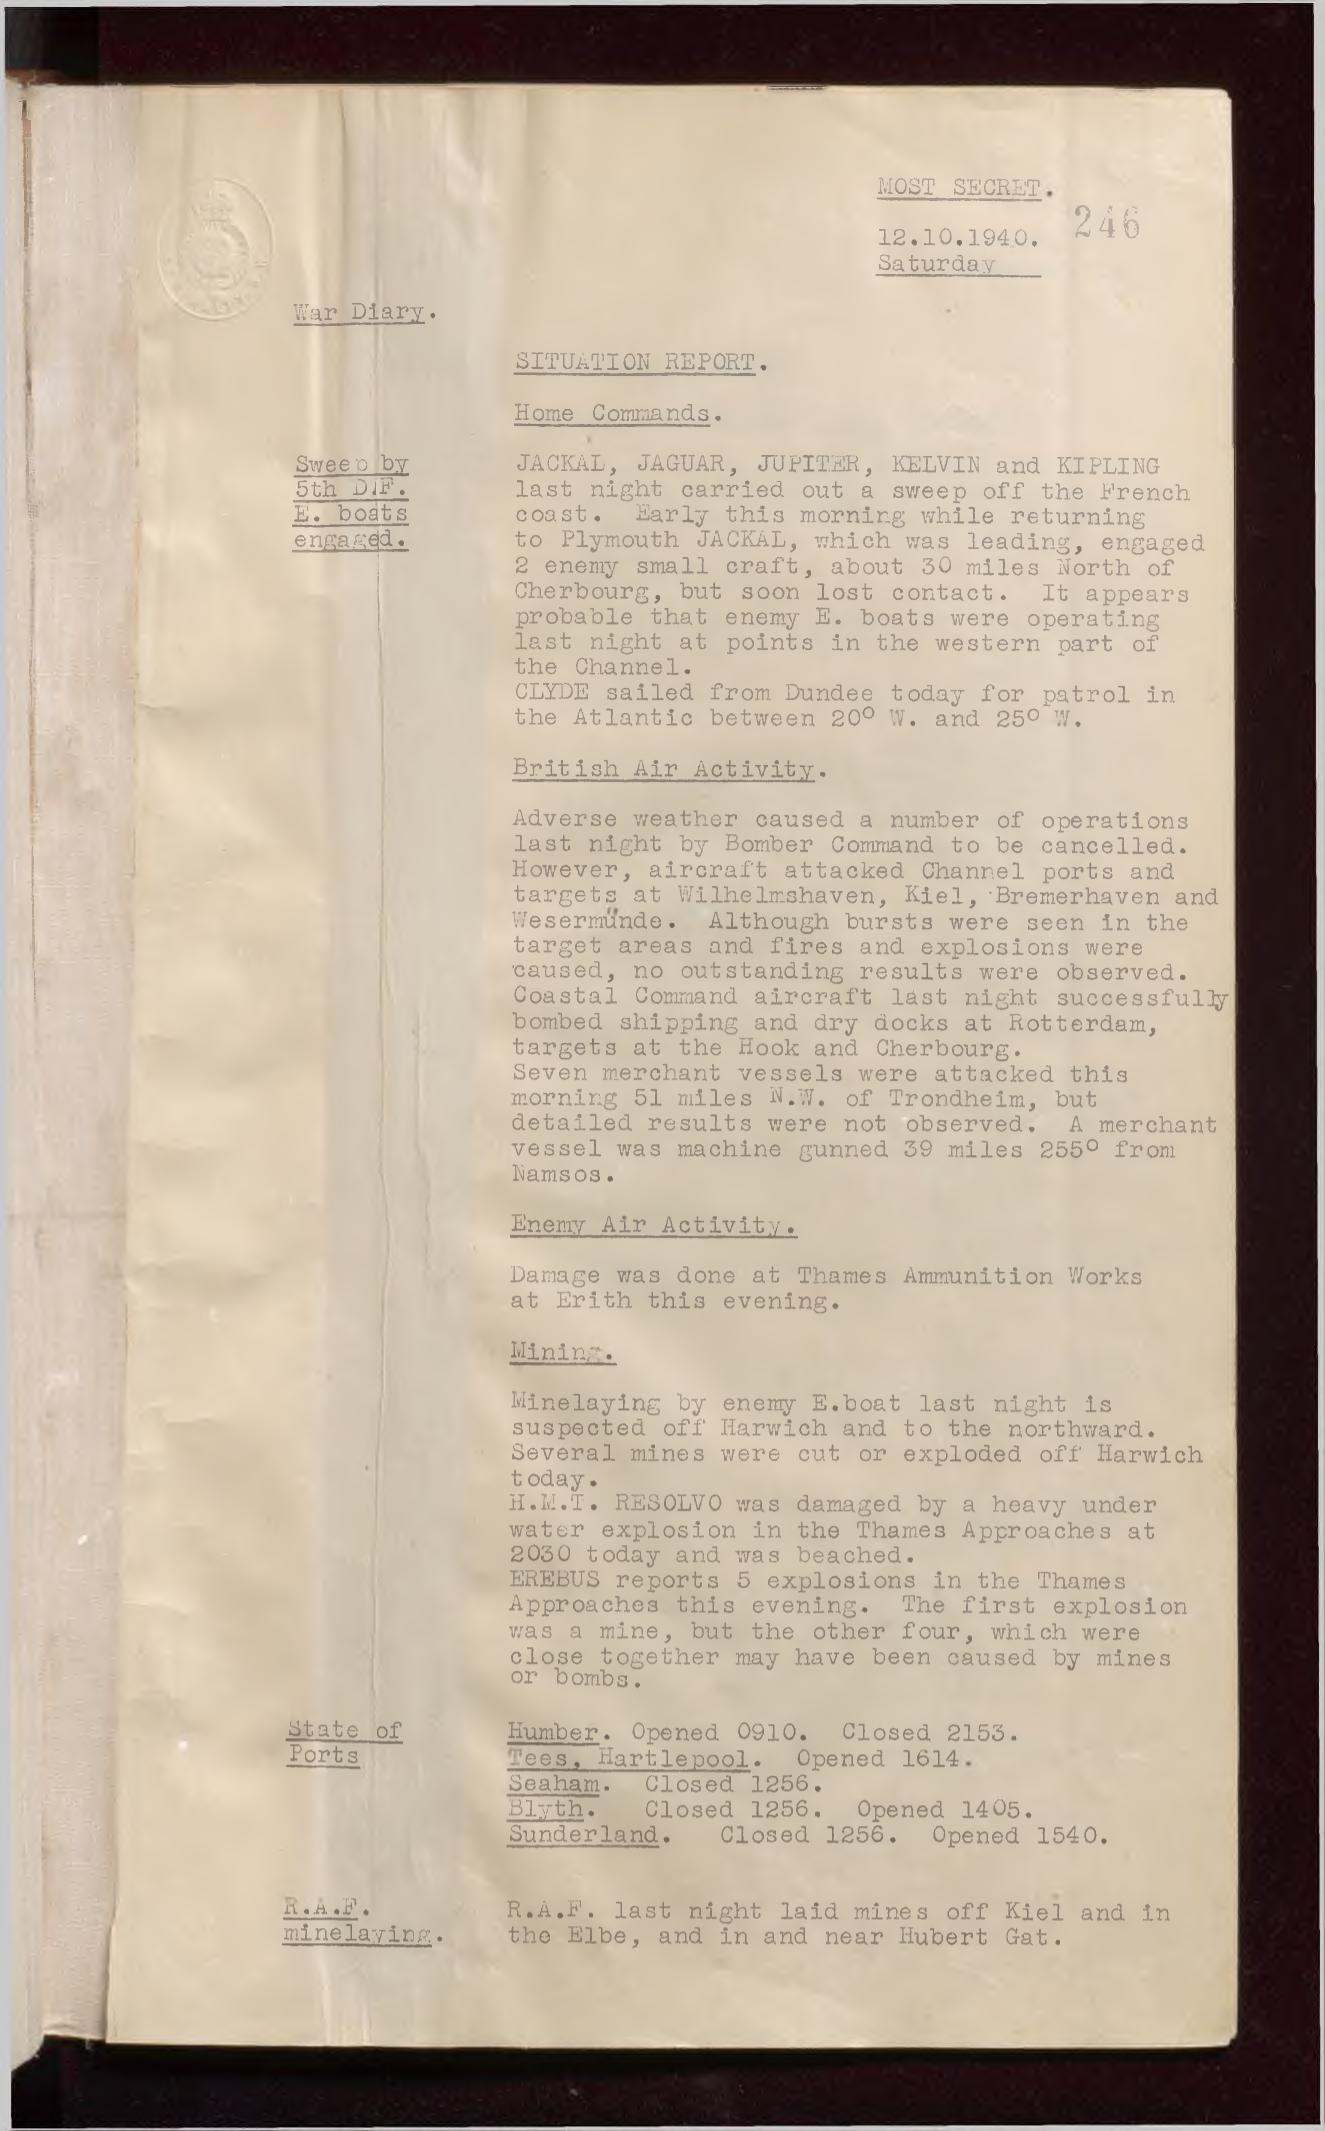 MOST SECRET.
246
12.10.1940.
Saturday
War Diary.
SITUATION REPORT.
Home Commands.
Sweep by
5th D.F.
E. boats
engaged.
JACKAL, JAGUAR, JUPITER, KELVIN and KIPLING
last night carried out a sweep off the French
coast. Early this morning while returning
to Plymouth JACKAL, which was leading, engaged
2 enemy small craft, about 30 miles North of
Cherbourg, but soon lost contact. It appears
probable that enemy E. boats were operating
last night at points in the western part of
the Channel.
CLYDE sailed from Dundee today for patrol in
the Atlantic between 20° W. and 25° W.
British Air Activity.
Adverse weather caused a number of operations
last night by Bomber Command to be cancelled.
However, aircraft attacked Channel ports and
targets at Wilhelmshaven, Kiel, Bremerhaven and
Wesermünde. Although bursts were seen in the
target areas and fires and explosions were
caused, no outstanding results were observed.
Coastal Command aircraft last night successfully
bombed shipping and dry docks at Rotterdam,
targets at the Hook and Cherbourg.
Seven merchant vessels were attacked this
morning 51 miles N.W. of Trondheim, but
detailed results were not observed. A merchant
vessel was machine gunned 39 miles 255° from
Namsos.
Enemy Air Activity.
Damage was done at Thames Ammunition Works
at Erith this evening.
Mining.
Minelaying by enemy E.boat last night is
suspected off Harwich and to the northward.
Several mines were cut or exploded off Harwich
today.
H.M.T. RESOLVO was damaged by a heavy under
water explosion in the Thames Approaches at
2030 today and was beached.
EREBUS reports 5 explosions in the Thames
Approaches this evening. The first explosion
was a mine, but the other four, which were
close together may have been caused by mines
or bombs.
State of
Ports
Humber. Opened 0910. Closed 2153.
Tees, Hartlepool. Opened 1614.
Seaham. Closed 1256.
Blyth. Closed 1256. Opened 1405.
Sunderland. Closed 1256. Opened 1540.
R.A.F.
minelaying.
R.A.F. last night laid mines off Kiel and in
the Elbe, and in and near Hubert Gat.